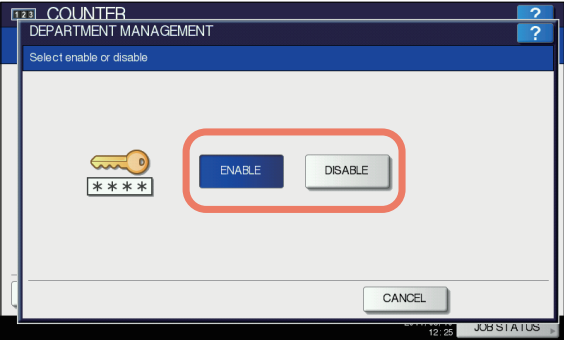 123 COUNTER ?
DEPARTMENT MANAGEMENT ?
Select enable or disable
****
ENABLE DISABLE
CANCEL
12:25 JOB STATUS